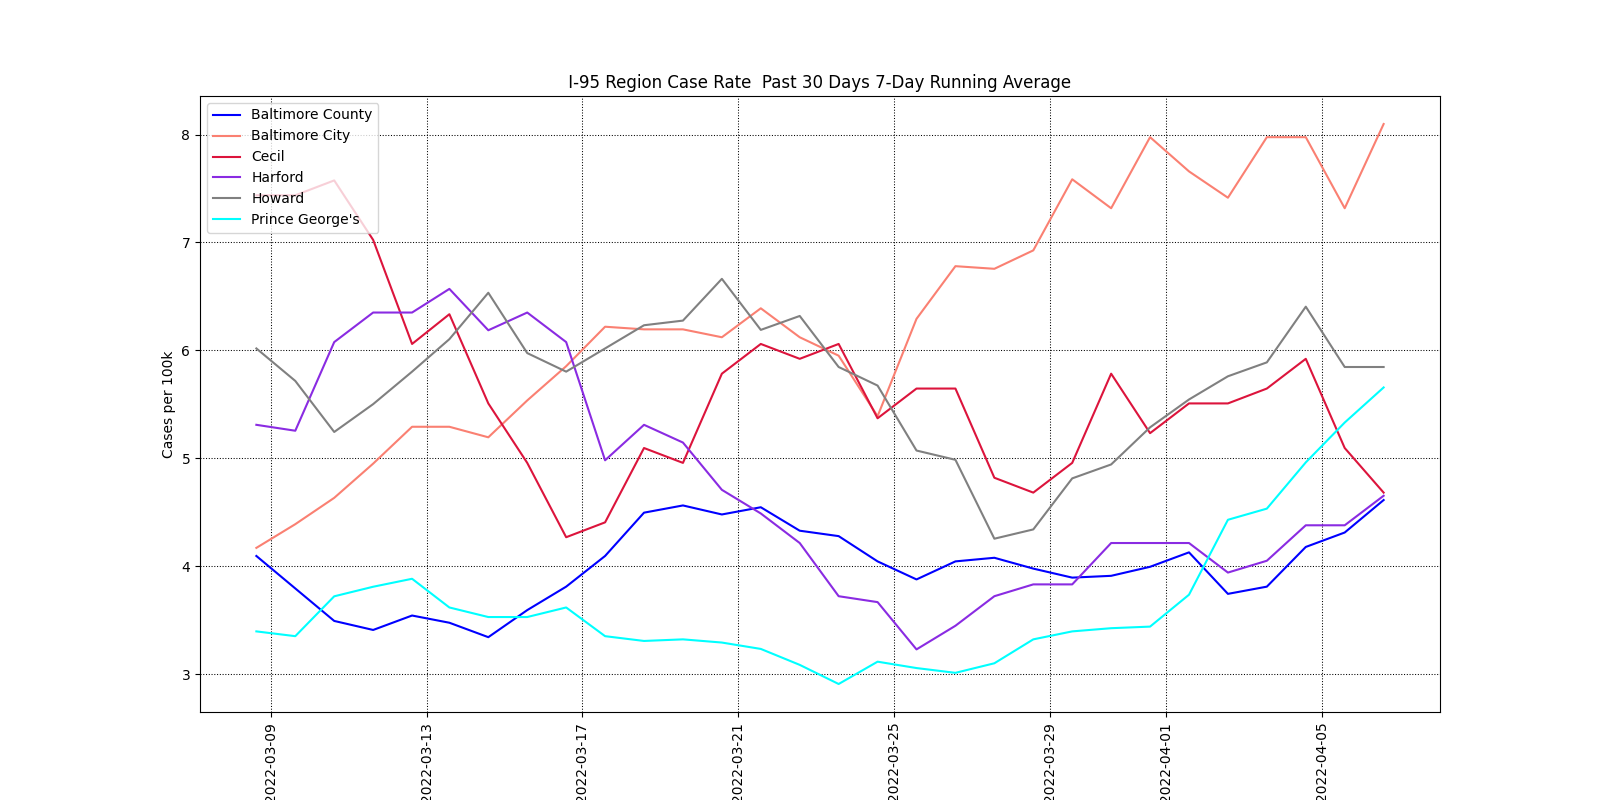 I-95 Region Case Rate  Past 30 Days 7-Day Running Average
Baltimore County
Baltimore City
Cecil
Harford
Howard
Prince George's
Cases per 100k
8
7
6
5
4
3
2022-03-09
2022-03-13
2022-03-17
2022-03-21
2022-03-25
2022-03-29
2022-04-01
2022-04-05